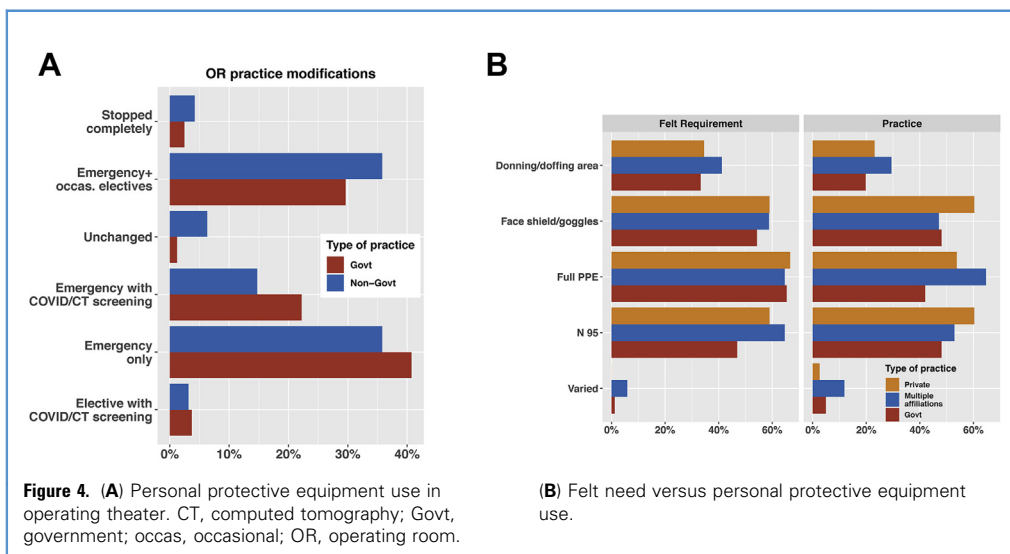 A
OR practice modifications
Stopped
completely
Emergency+
occas. electives
Unchanged
Emergency with
COVID/CT screening
Emergency
only
Elective with
COVID/CT screening
Type of practice
Govt
Non−Govt
0% 10% 20% 30% 40%
B
Felt Requirement Practice
Donning/doffing area
Face shield/goggles
Full PPE
N 95
Varied
Type of practice
Private
Multiple
affiliations
Govt
0% 20% 40% 60% 0% 20% 40% 60%
Figure 4. (A) Personal protective equipment use in
operating theater. CT, computed tomography; Govt,
government; occas, occasional; OR, operating room.
(B) Felt need versus personal protective equipment
use.